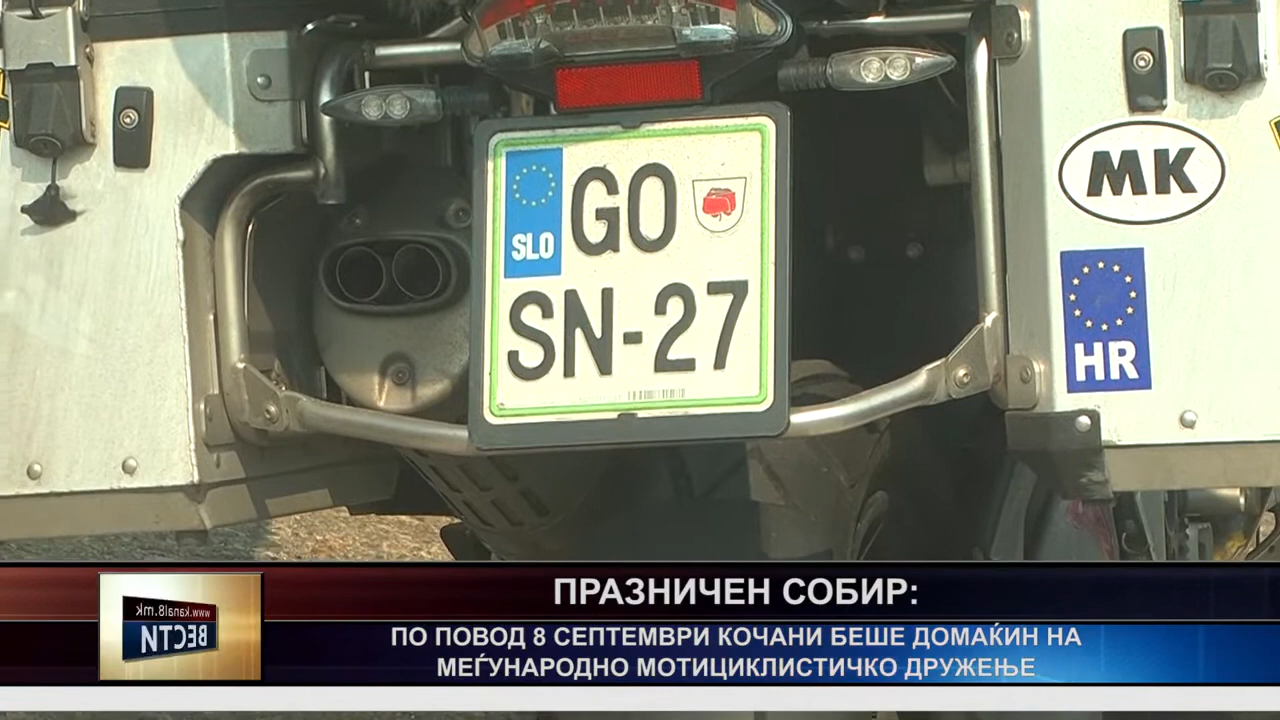 SLO
GO
SN-27
MK
HR
www.kanal8.mk
ВЕСТИ
ПРАЗНИЧЕН СОБИР:
ПО ПОВОД 8 СЕПТЕМВРИ КОЧАНИ БЕШЕ ДОМАЌИН НА
МЕЃУНАРОДНО МОТИЦИКЛИСТИЧКО ДРУЖЕЊЕ